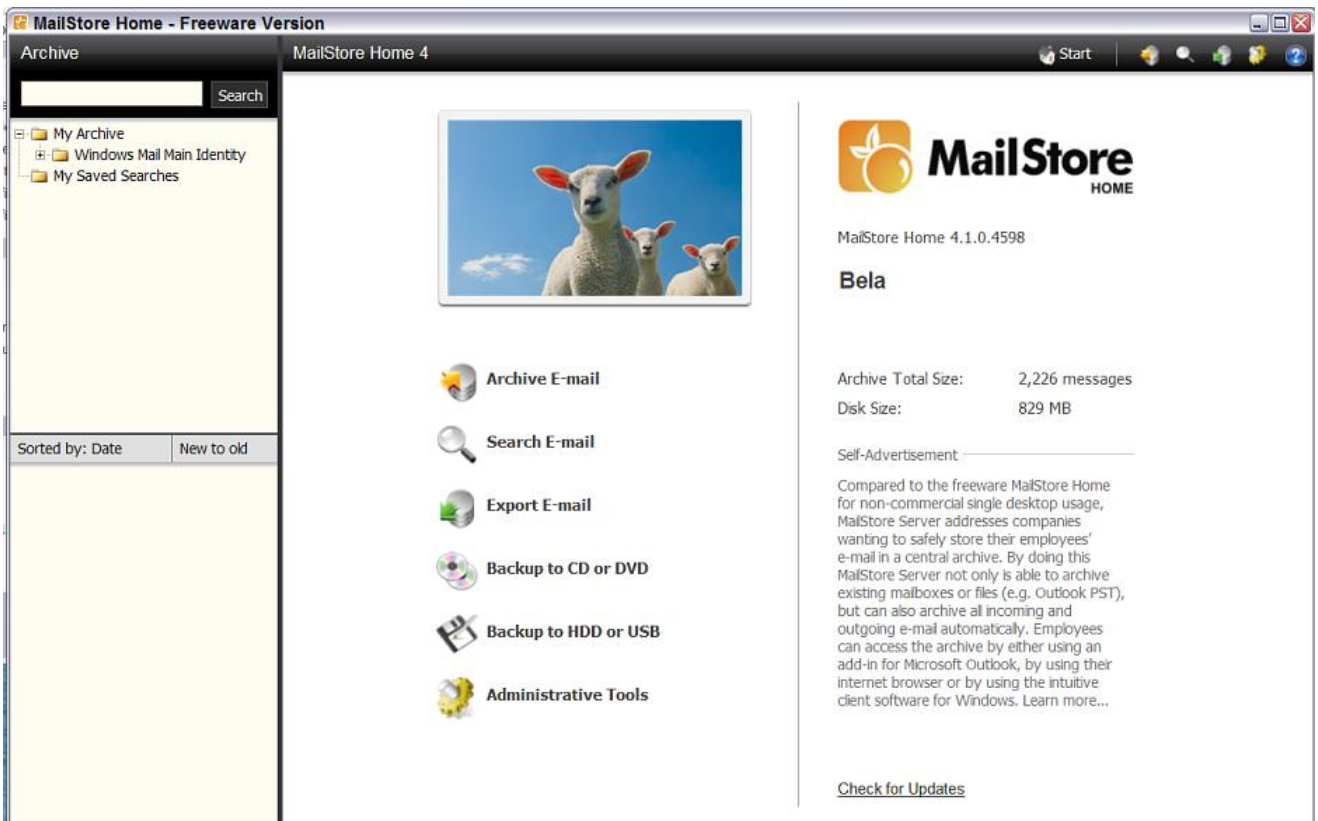 MailStore Home - Freeware Version
Archive
MailStore Home 4
Start
?
Search
My Archive
Windows Mail Main Identity
My Saved Searches
Sorted by: Date
New to old
Archive E-mail
Search E-mail
Export E-mail
Backup to CD or DVD
Backup to HDD or USB
Administrative Tools
MailStore
HOME
MailStore Home 4.1.0.4598
Bela
Archive Total Size: 2,226 messages
Disk Size: 829 MB
Self-Advertisement
Compared to the freeware MailStore Home
for non-commercial single desktop usage,
MailStore Server addresses companies
wanting to safely store their employees'
e-mail in a central archive. By doing this
MailStore Server not only is able to archive
existing mailboxes or files (e.g. Outlook PST),
but can also archive all incoming and
outgoing e-mail automatically. Employees
can access the archive by either using an
add-in for Microsoft Outlook, by using their
internet browser or by using the intuitive
client software for Windows. Learn more...
Check for Updates